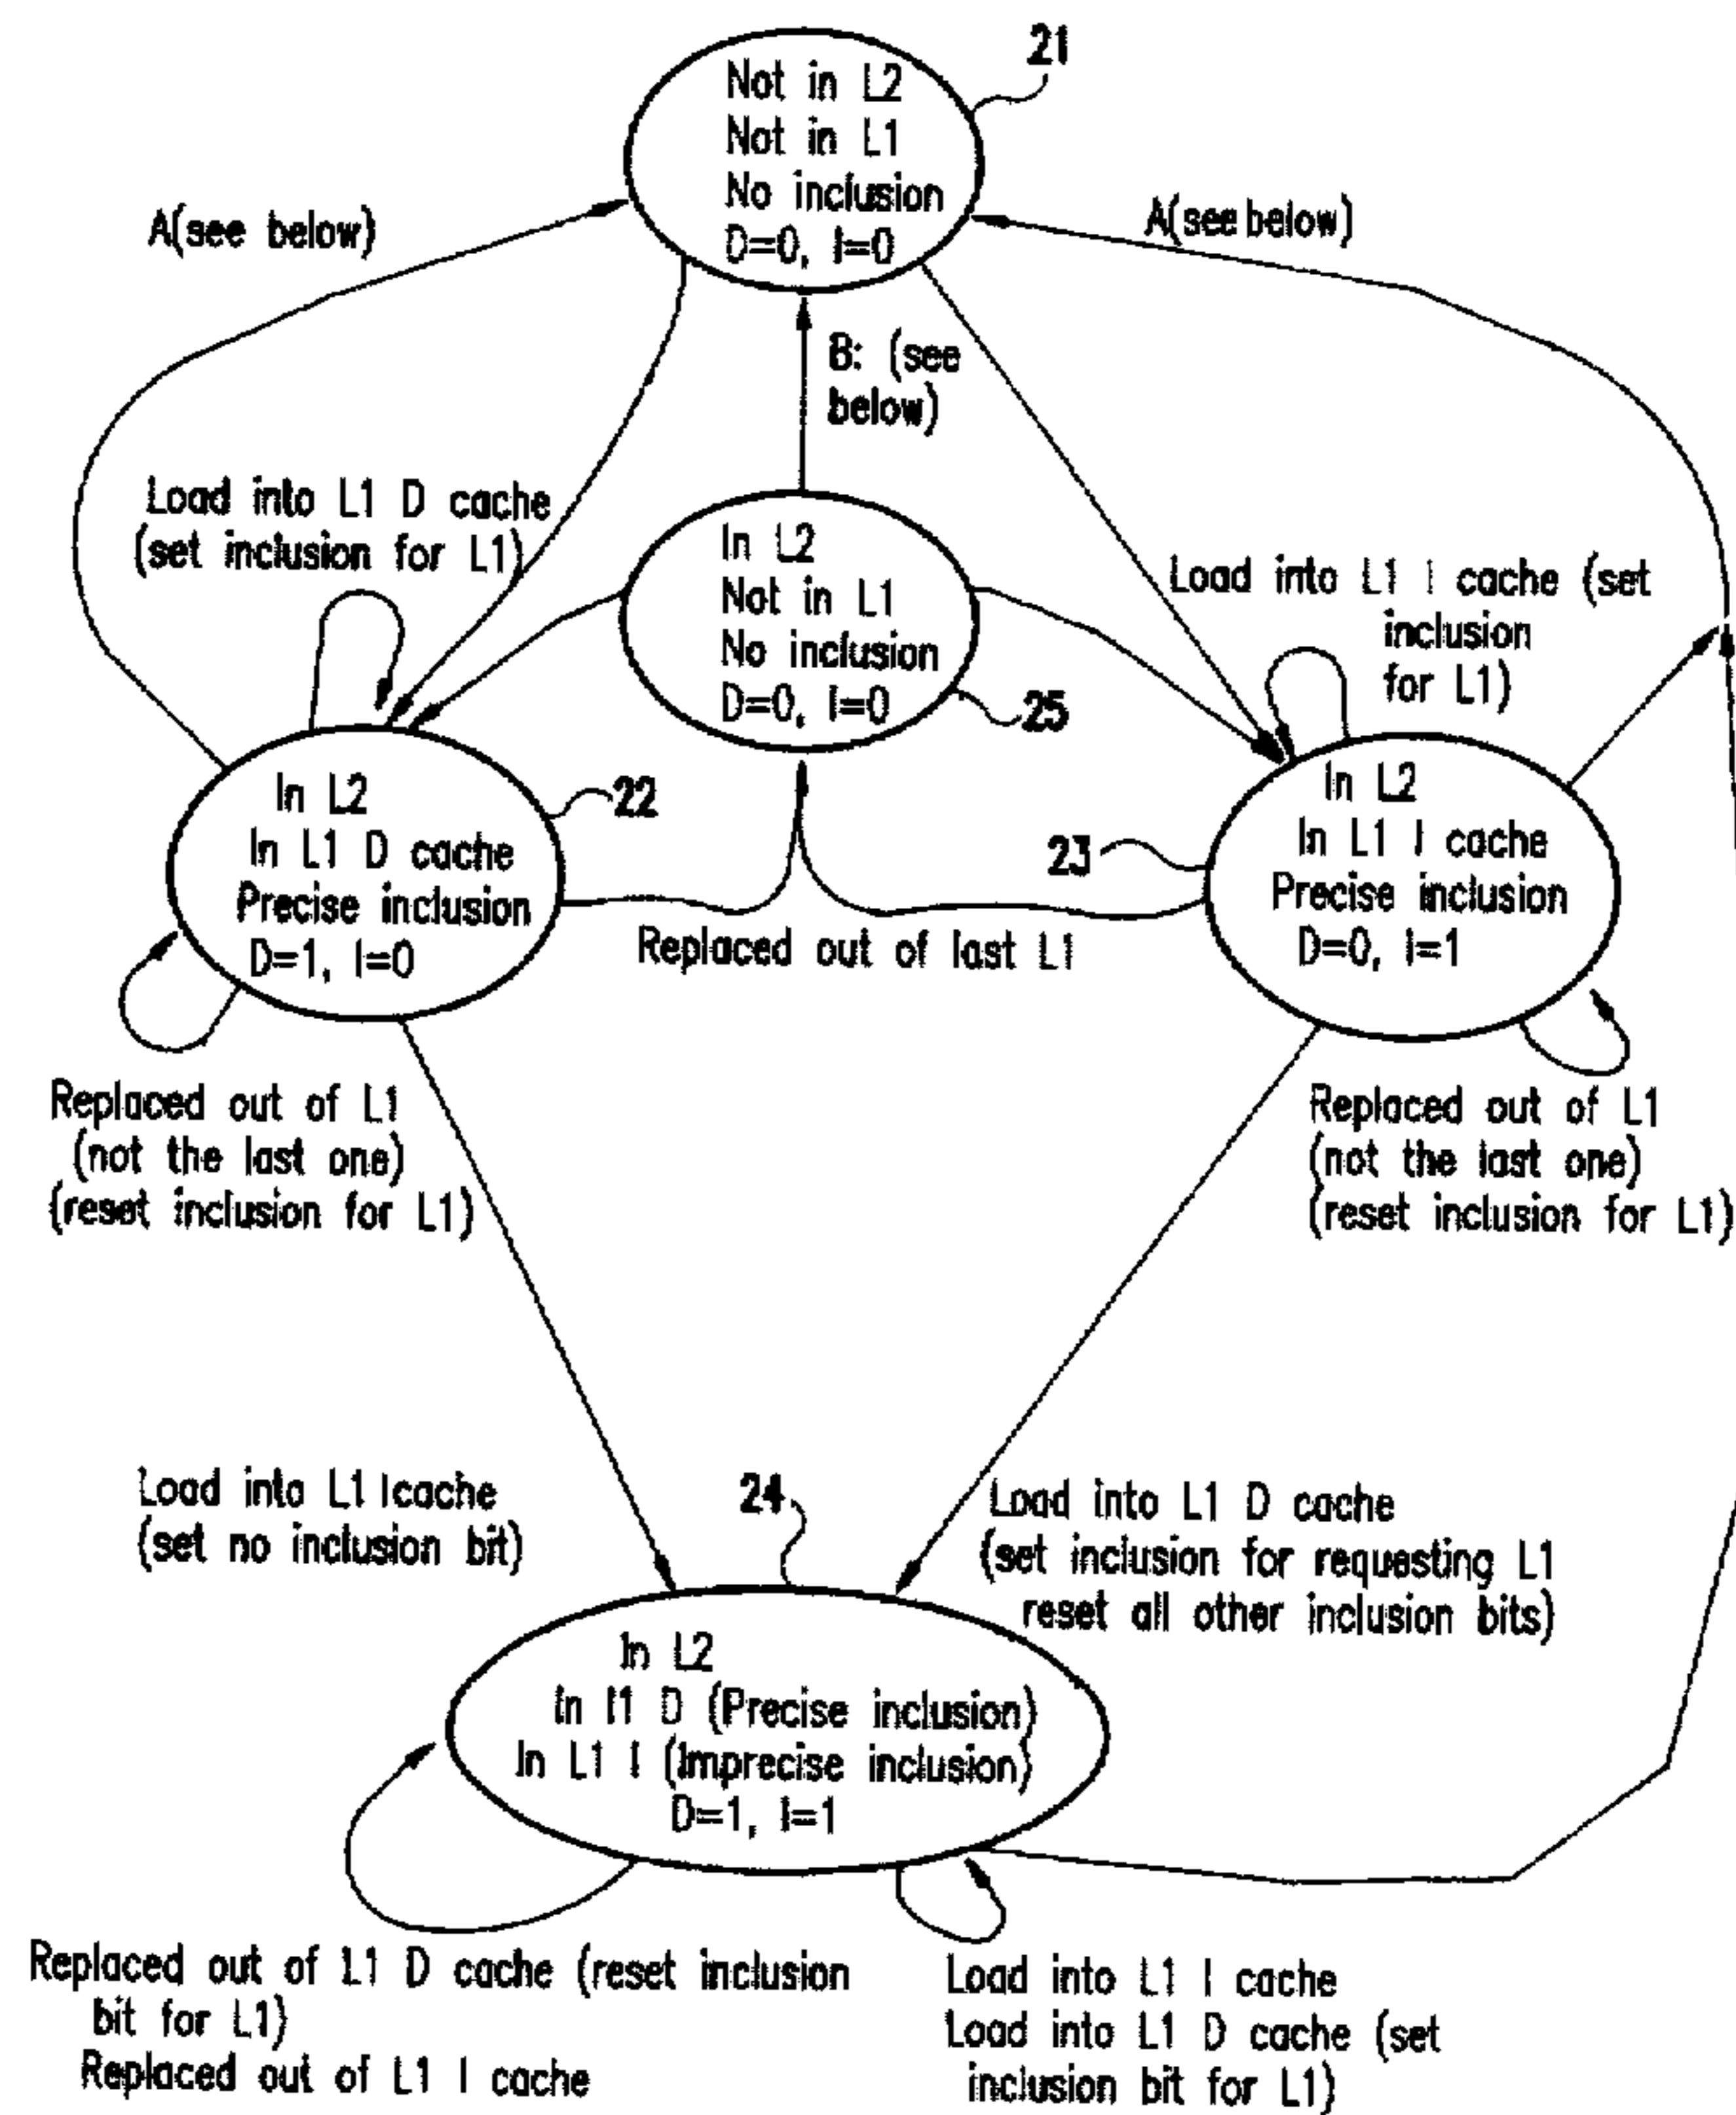 21
Not in L2
Not in L1
No inclusion
D=0, I=0
A(see below)
A(see below)
B: (see
below)
Load into L1 D cache
(set inclusion for L1)
In L2
Not in L1
No inclusion
D=0, I=0
25
Load into L1 I cache (set
inclusion
for L1)
In L2
In L1 D cache
Precise inclusion
D=1, I=0
22
23
In L2
In L1 I cache
Precise inclusion
D=0, I=1
Replaced out of last L1
Replaced out of L1
(not the last one)
(reset inclusion for L1)
Replaced out of L1
(not the last one)
(reset inclusion for L1)
Load into L1 Icache
(set no inclusion bit)
24
Load into L1 D cache
(set inclusion for requesting L1
reset all other inclusion bits)
In L2
In l1 D (Precise inclusion)
In L1 I (Imprecise inclusion)
D=1, I=1
Replaced out of L1 D cache (reset inclusion
bit for L1)
Replaced out of L1 I cache
Load into L1 I cache
Load into L1 D cache (set
inclusion bit for L1)